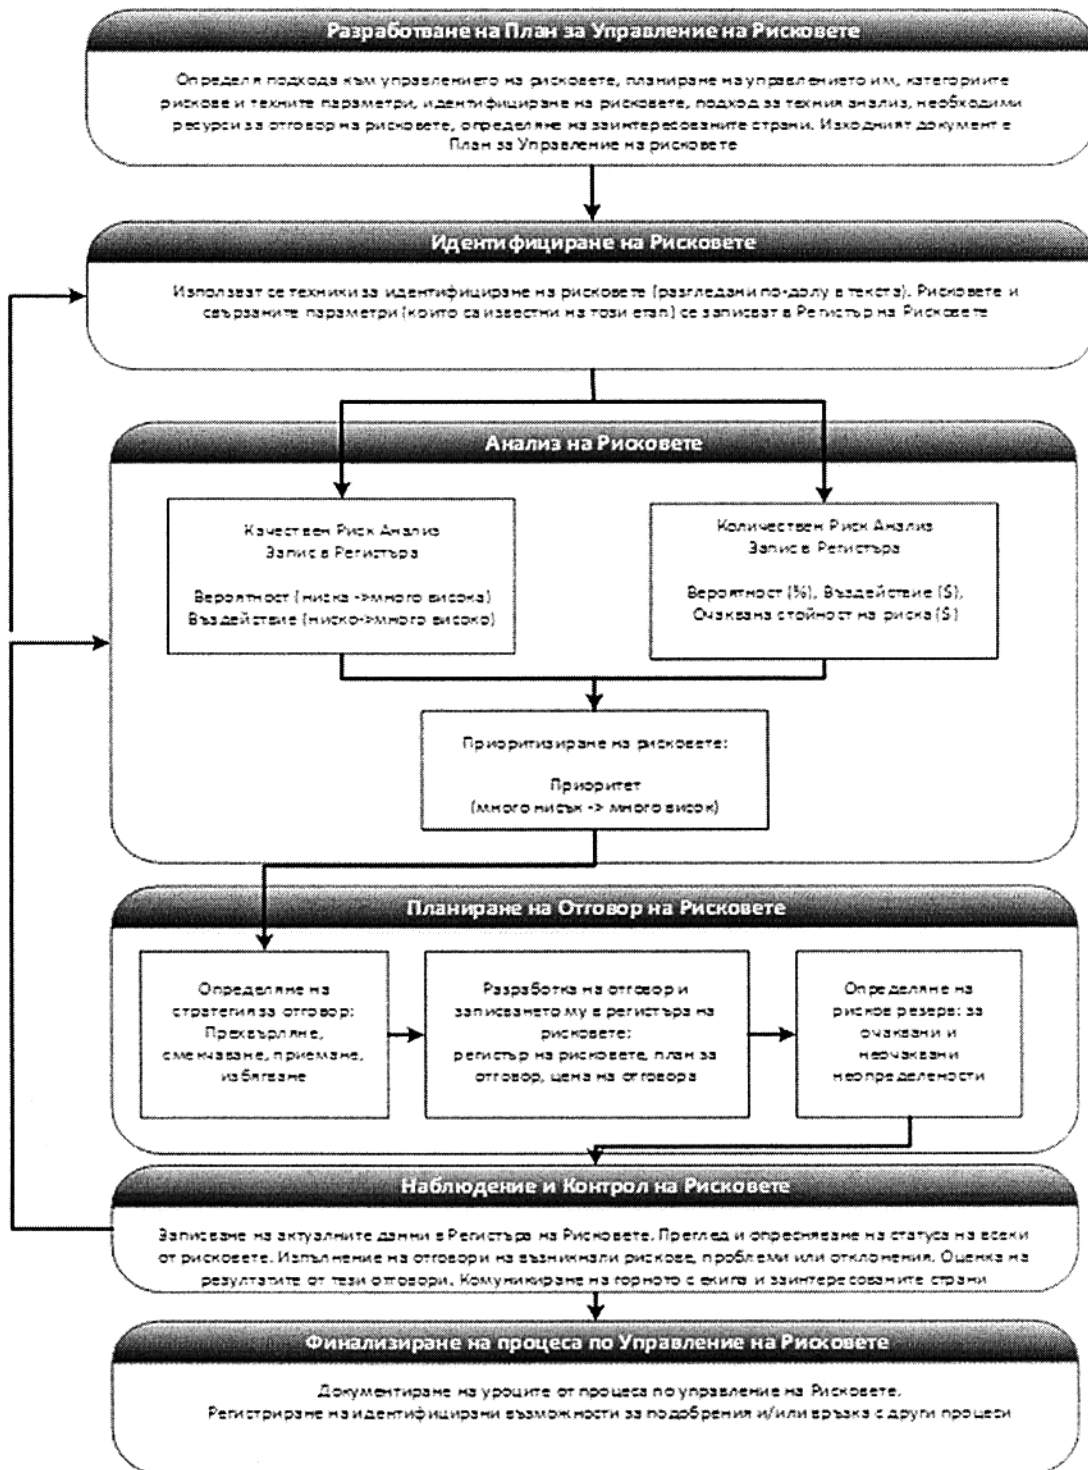 Разработване на План за Управление на Рисковете
Определя подхода към управлението на рисковете, планиране на управлението им, категориите
рискове и техните параметри, идентифициране на рисковете, подход за техния анализ, необходими
ресурси за отговор на рисковете, определяне на заинтересованите страни. Изходният документ е
План за Управление на рисковете
Идентифициране на Рисковете
Използват се техники за идентифициране на рисковете (разгледани по-долу в текста). Рисковете и
свързаните параметри (които са известни на този етап) се записват в Регистър на Рисковете
Анализ на Рисковете
Качествен Риск Анализ
Запис в Регистъра
Вероятност (ниска ->много висока)
Въздействие (ниско->много високо)
Количествен Риск Анализ
Запис в Регистъра
Вероятност (%), Въздействие ($),
Очаквана стойност на риска ($)
Приоритизиране на рисковете:
Приоритет
(много нисък -> много висок)
Планиране на Отговор на Рисковете
Определяне на
стратегия за отговор:
Прехвърляне,
смекчаване, приемане,
избягване
Разработка на отговор и
записването му в регистъра на
рисковете:
регистър на рисковете, план за
отговор, цена на отговора
Определяне на
рисков резерв: за
очаквани и
неочаквани
неопределености
Наблюдение и Контрол на Рисковете
Записване на актуалните данни в Регистъра на Рисковете. Преглед и опресняване на статуса на всеки
от рисковете. Изпълнение на отговори на възникнали рискове, проблеми или отклонения. Оценка на
резултатите от тези отговори. Комуникиране на горното с екипа и заинтересованите страни
Финализиране на процеса по Управление на Рисковете
Документиране на уроците от процеса по управление на Рисковете.
Регистриране на идентифицирани възможности за подобрения и/или връзка с други процеси